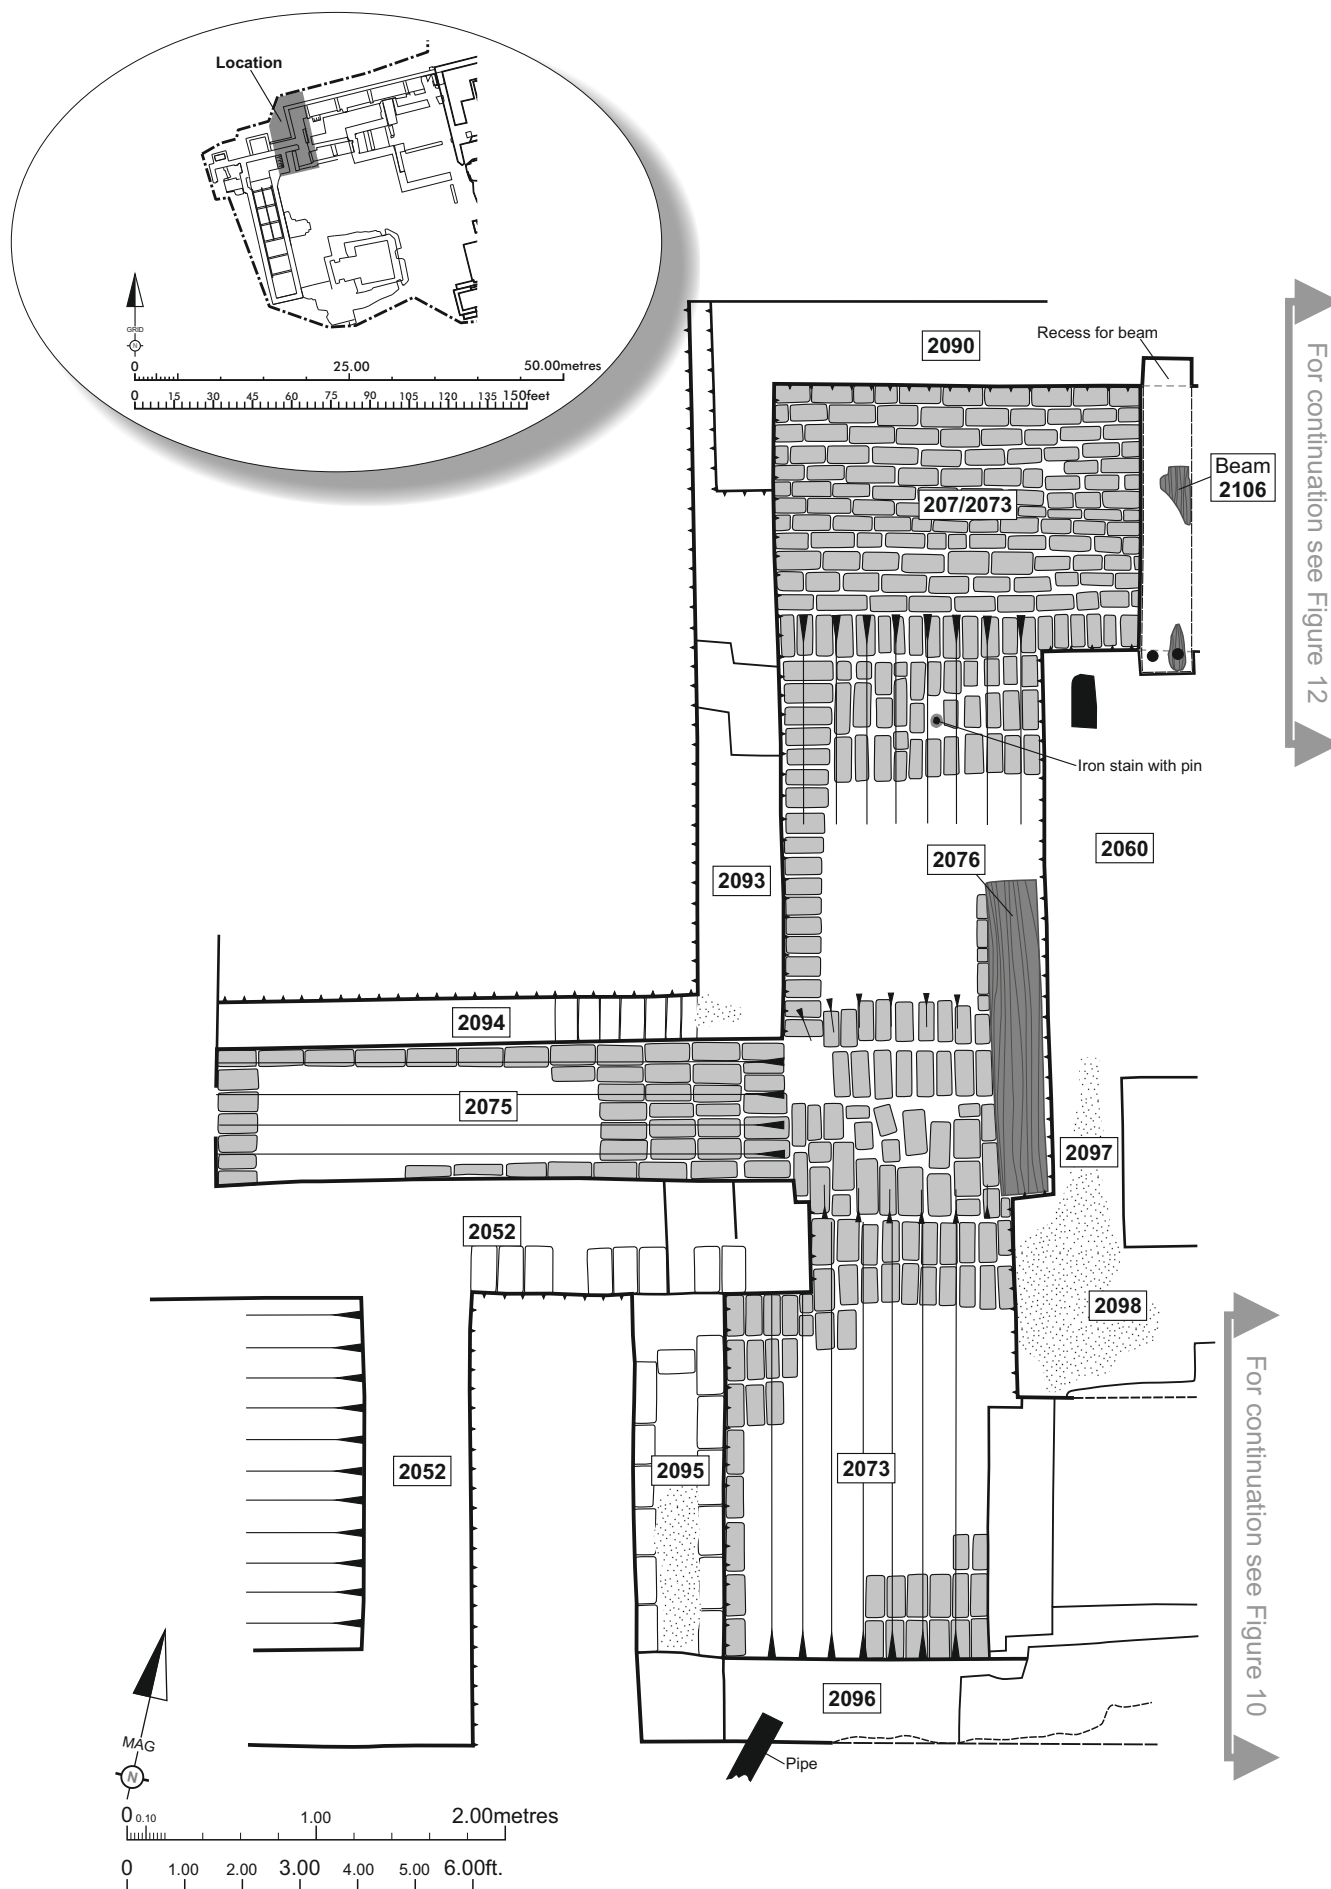 Location
GRID
N
0 25.00 50.00metres
0 15 30 45 60 75 90 105 120 135 150feet
2090
Recess for beam
For continuation see Figure 12
Beam
2106
207/2073
Iron stain with pin
2060
2076
2093
2094
2075
2097
2052
2098
For continuation see Figure 10
2052
2095
2073
2096
Pipe
MAG
N
0 0.10 1.00 2.00metres
0 1.00 2.00 3.00 4.00 5.00 6.00ft.